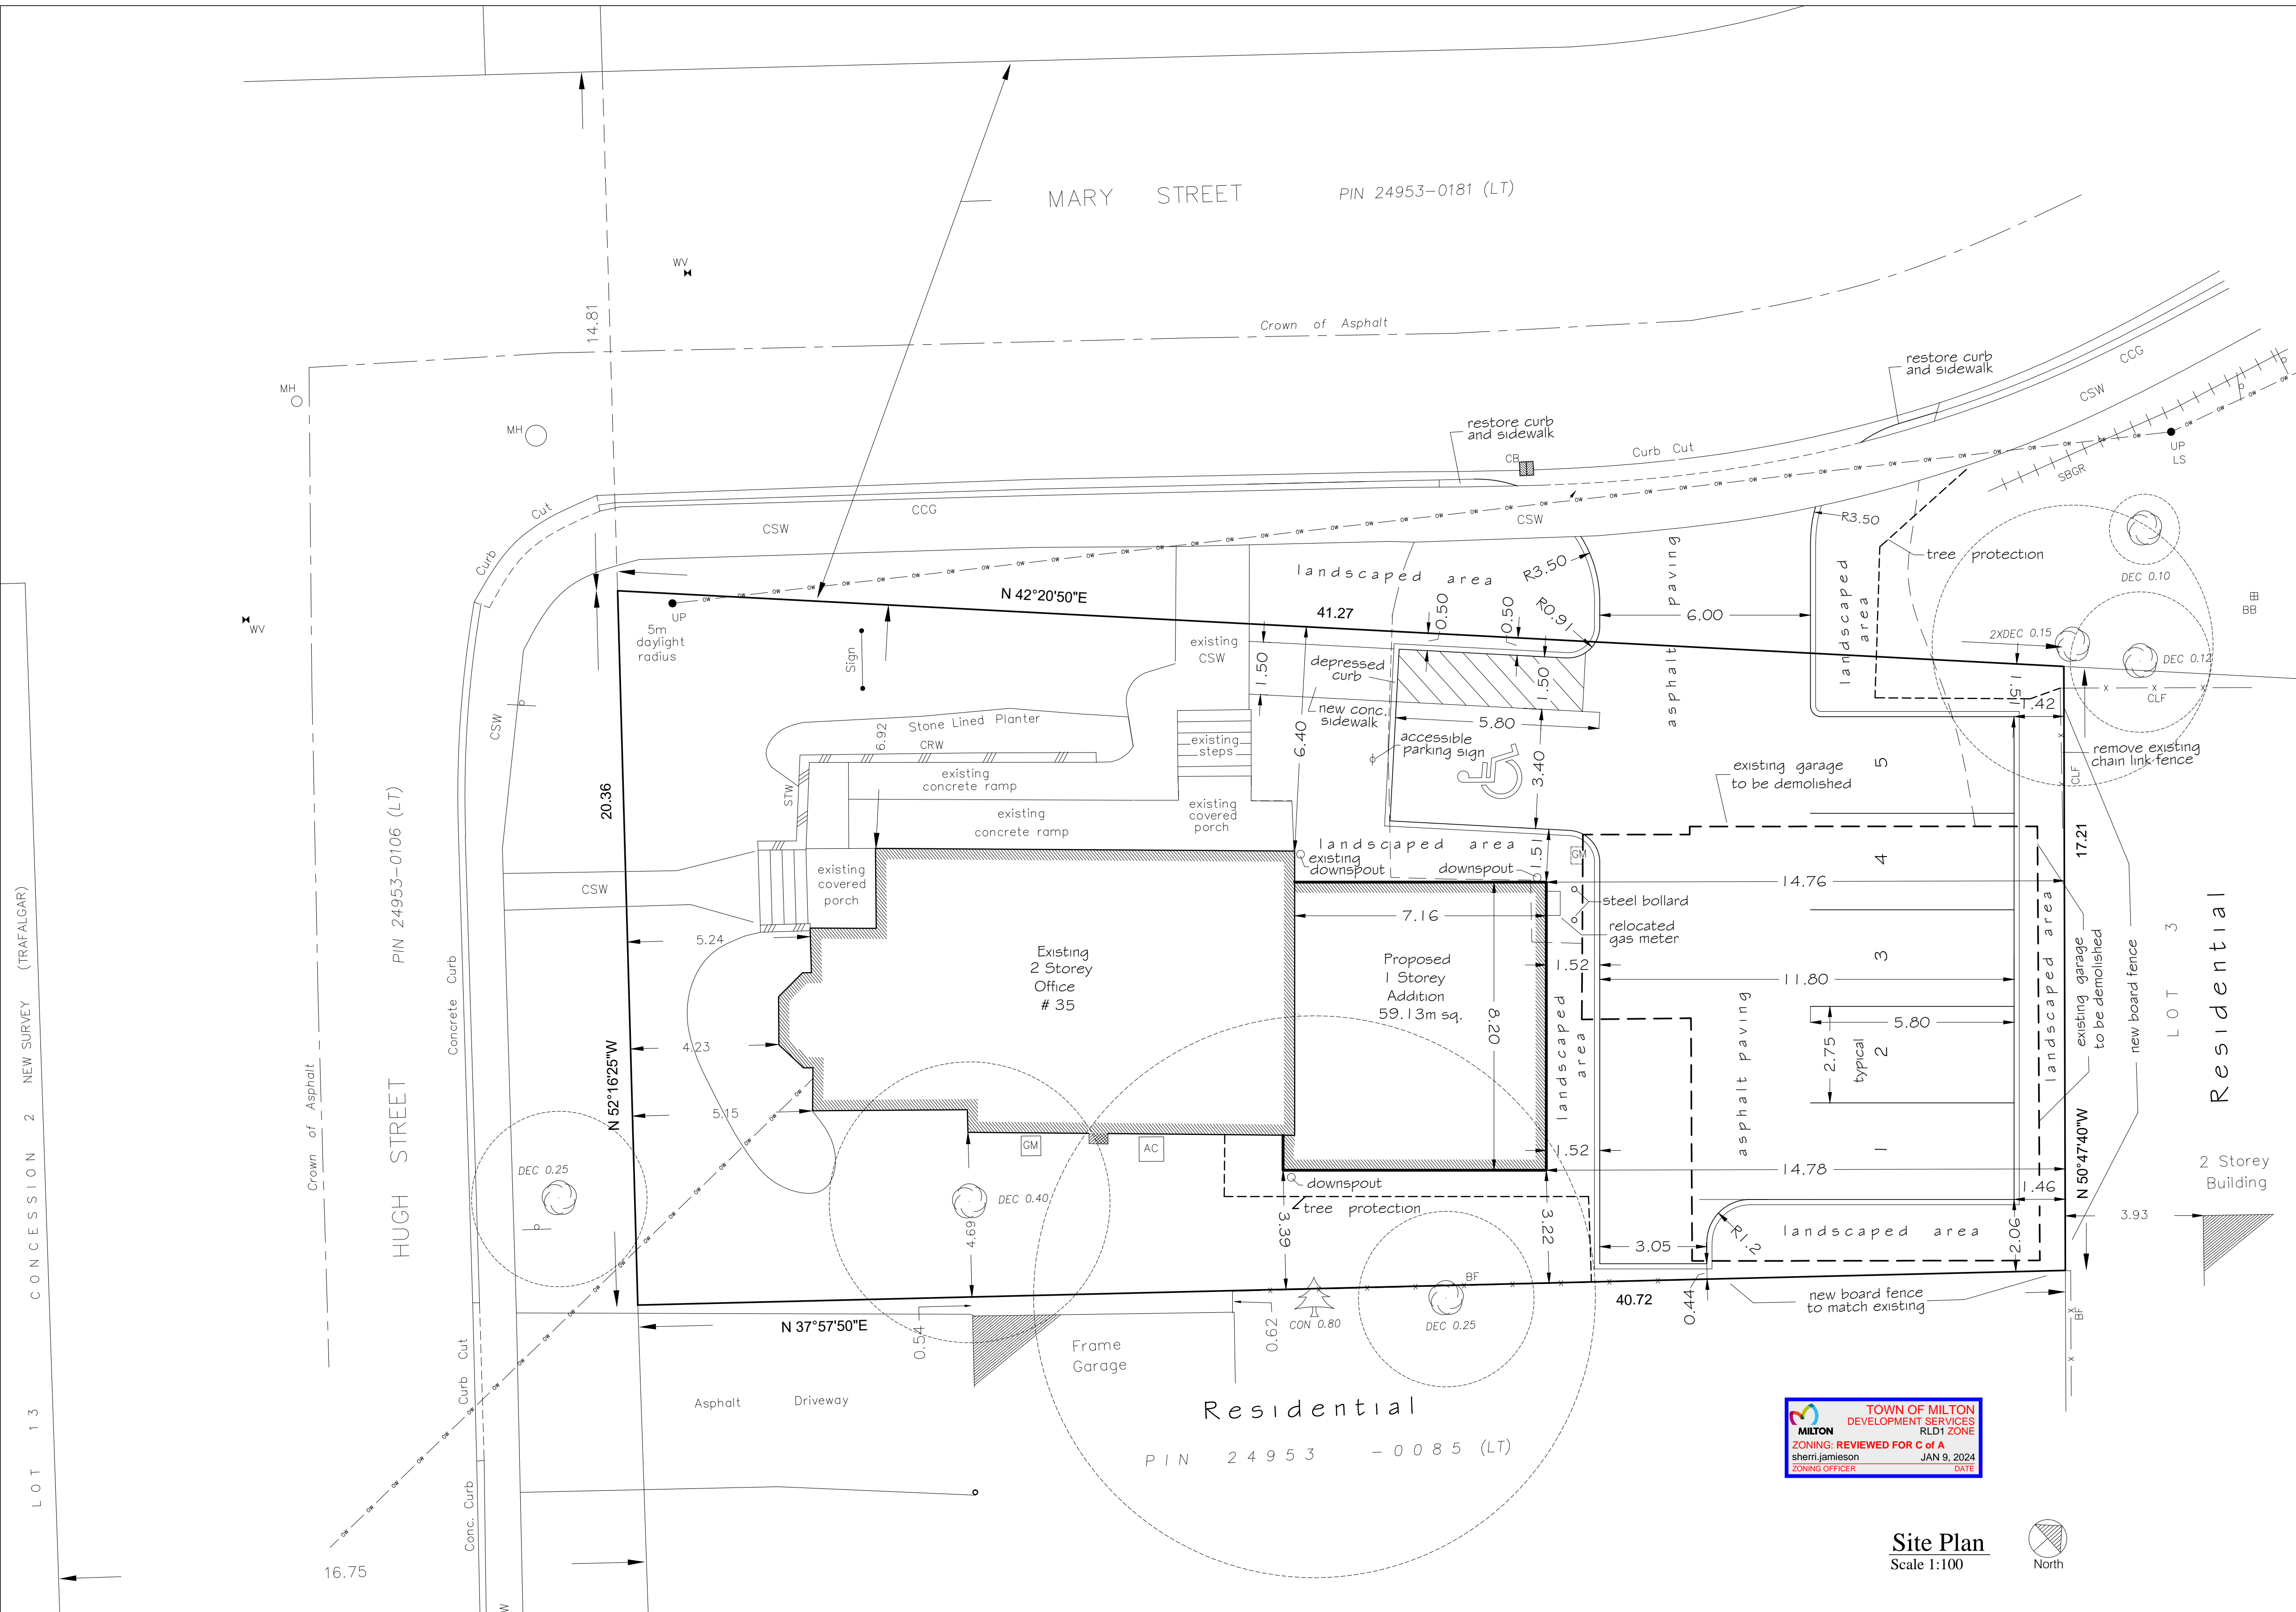 MARY STREET
PIN 24953-0181 (LT)
WV
14.81
Crown of Asphalt
MH
MH
restore curb
and sidewalk
restore curb
and sidewalk
CCG
CSW
CB
Curb Cut
UP
LS
SBGR
Cut
Curb
CCG
CSW
CSW
R3.50
tree protection
DEC 0.10
BB
2XDEC 0.15
DEC 0.12
CLF
WV
UP
5m
daylight
radius
N 42°20'50"E
41.27
landscaped area
R3.50
R0.91
0.50
0.50
asphalt paving
6.00
landscaped
area
Sign
existing
CSW
1.50
depressed
curb
new conc.
sidewalk
1.50
5.80
1.51
1.42
CSW
Stone Lined Planter
CRW
6.92
existing
steps
6.40
accessible
parking sign
3.40
existing garage
to be demolished
5
remove existing
chain link fence
CLF
20.36
STW
existing
concrete ramp
existing
concrete ramp
existing
covered
porch
landscaped area
existing
downspout
downspout
1.51
GM
4
17.21
PIN 24953-0106 (LT)
CSW
existing
covered
porch
14.76
7.16
steel bollard
relocated
gas meter
5.24
Existing
2 Storey
Office
# 35
Proposed
1 Storey
Addition
59.13m sq.
8.20
1.52
3
11.80
landscaped area
existing garage
to be demolished
new board fence
LOT 3
Residential
CONCESSION 2 NEW SURVEY (TRAFALGAR)
LOT 13
Crown of Asphalt
HUGH STREET
Concrete Curb
4.23
N 52°16'25"W
5.15
landscaped
area
asphalt paving
5.80
2.75
typical
2
GM
AC
1.52
1
14.78
N 50°47'40"W
2 Storey
Building
DEC 0.25
DEC 0.40
4.69
downspout
tree protection
3.39
3.22
1.46
3.93
3.05
R1.2
landscaped area
2.06
BF
0.44
40.72
new board fence
to match existing
BF
N 37°57'50"E
0.54
0.62
CON 0.80
DEC 0.25
Frame
Garage
Curb Cut
Asphalt Driveway
Residential
PIN 24953 -0085 (LT)
Conc. Curb
16.75
W
MILTON
TOWN OF MILTON
DEVELOPMENT SERVICES
RLD1 ZONE
ZONING: REVIEWED FOR C of A
sherri.jamieson JAN 9, 2024
ZONING OFFICER DATE
Site Plan
Scale 1:100
North